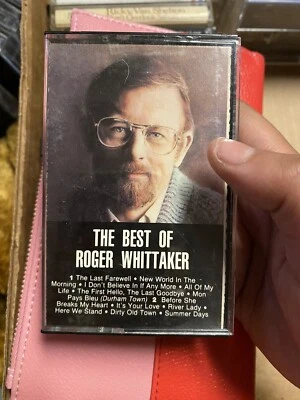 THE BEST OF
ROGER WHITTAKER
1 The Last Farewell • New World In The
Morning • I Don't Believe In If Any More • All Of My
Life • The First Hello, The Last Goodbye • Mon
Pays Bleu (Durham Town) 2 Before She
Breaks My Heart • It's Your Love • River Lady •
Here We Stand • Dirty Old Town • Summer Days